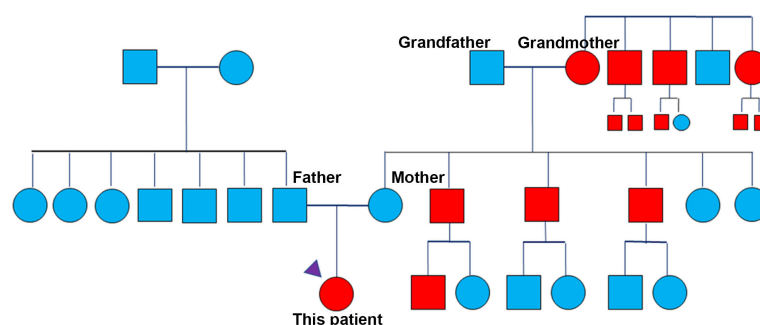 Grandfather
Grandmother
Father
Mother
This patient